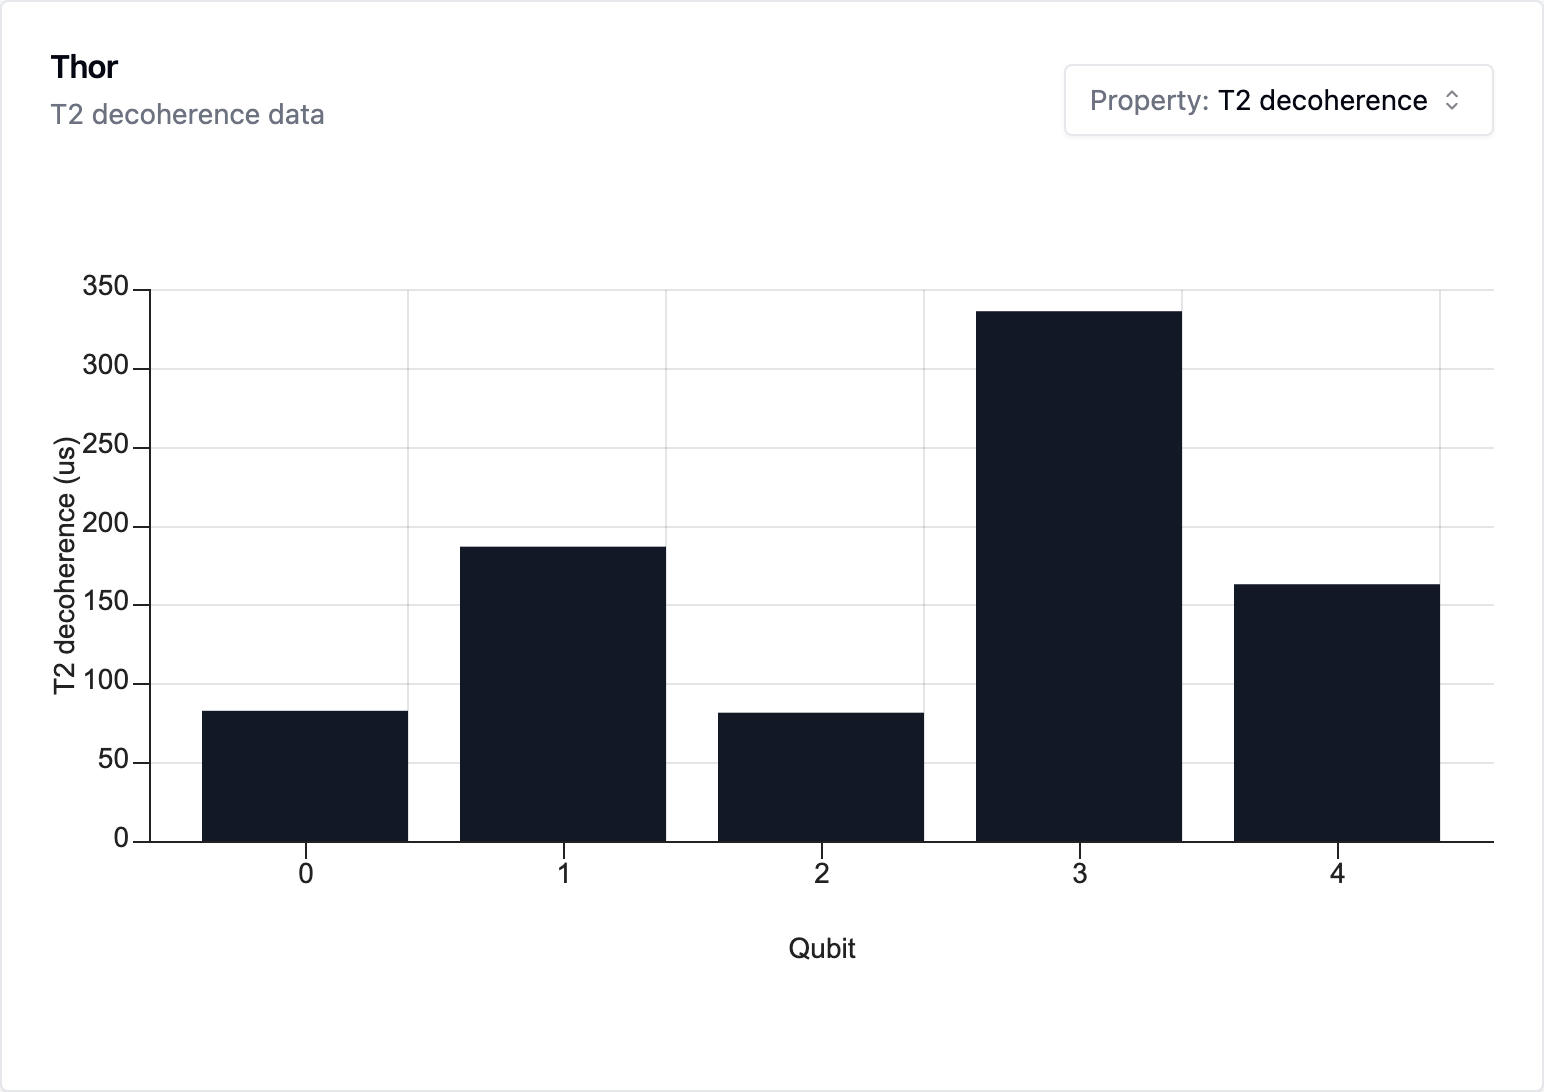 Thor
T2 decoherence data
Property: T2 decoherence
350
300
250
200
150
100
50
0
T2 decoherence (us)
0
1
2
3
4
Qubit